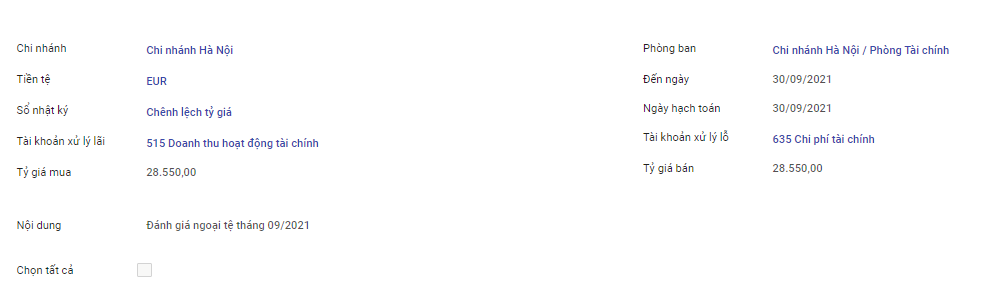 Chi nhánh Chi nhánh Hà Nội Phòng ban Chi nhánh Hà Nội / Phòng Tài chính
Tiền tệ EUR Đến ngày 30/09/2021
Sổ nhật ký Chênh lệch tỷ giá Ngày hạch toán 30/09/2021
Tài khoản xử lý lãi 515 Doanh thu hoạt động tài chính Tài khoản xử lý lỗ 635 Chi phí tài chính
Tỷ giá mua 28.550,00 Tỷ giá bán 28.550,00
Nội dung Đánh giá ngoại tệ tháng 09/2021
Chọn tất cả